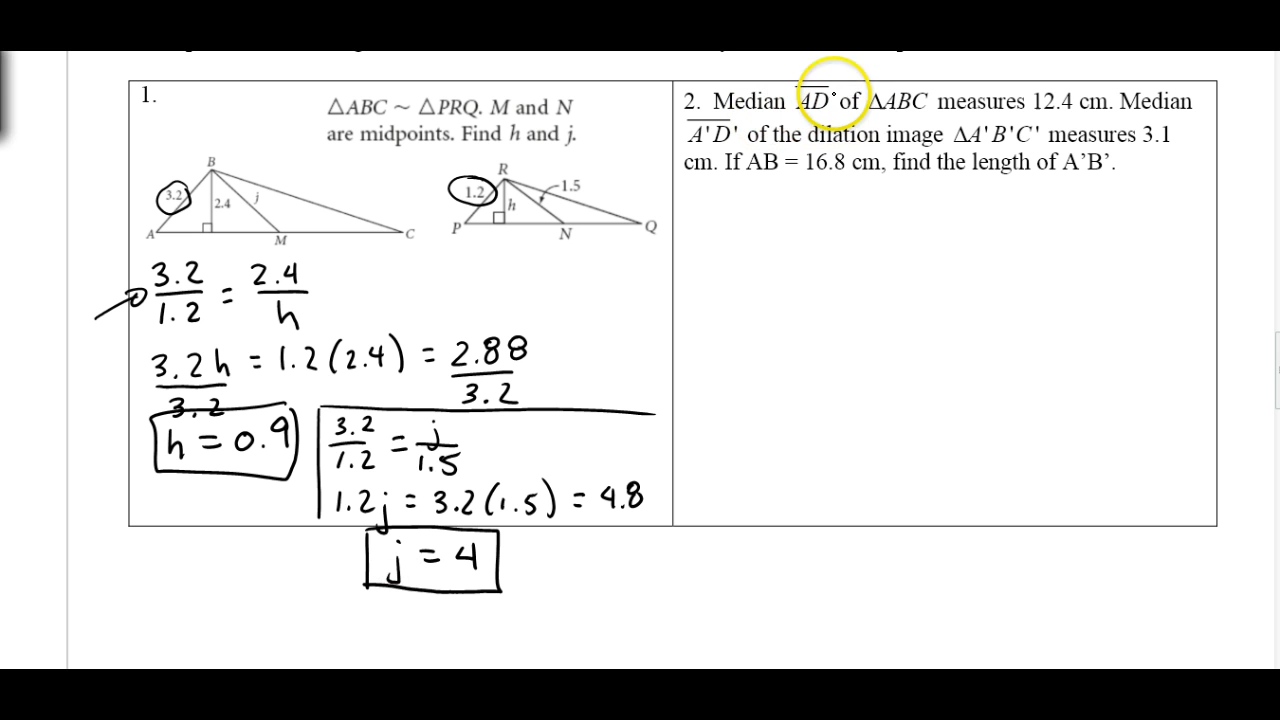 1.
△ABC ~ △PRQ. M and N
are midpoints. Find h and j.
B
3.2
2.4
j
A
M
C
R
1.2
1.5
h
P
N
Q
3.2/1.2 = 2.4/h
3.2h/3.2 = 1.2(2.4) = 2.88/3.2
h = 0.9
3.2/1.2 = j/1.5
1.2j = 3.2(1.5) = 4.8
j = 4
2. Median AD of ΔABC measures 12.4 cm. Median
A'D' of the dilation image ΔA'B'C' measures 3.1
cm. If AB = 16.8 cm, find the length of A’B’.